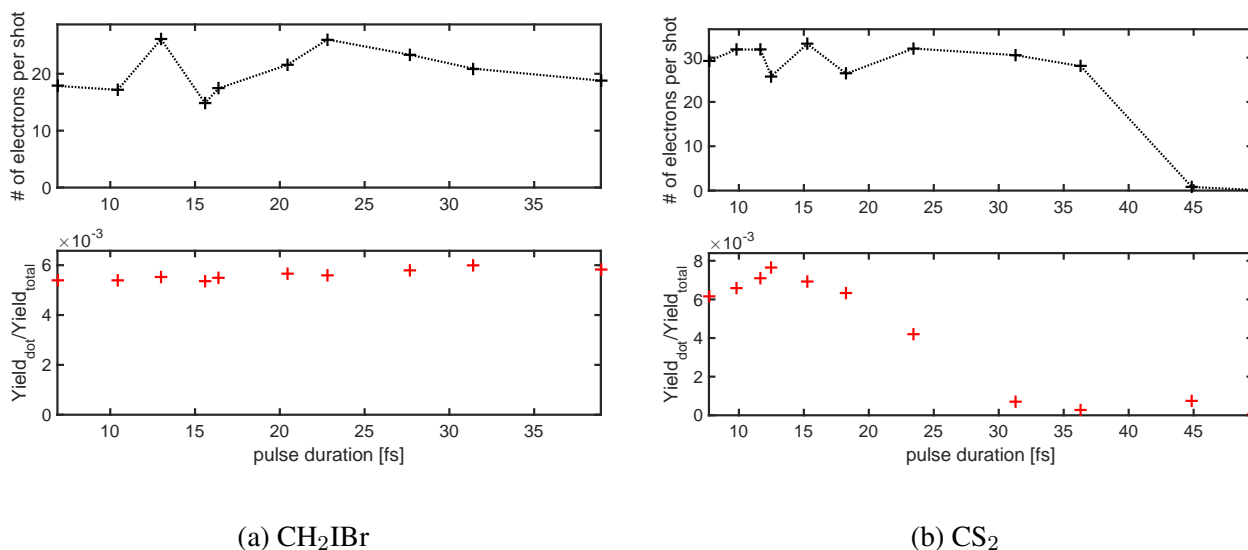 # of electrons per shot
20
10
0
10 15 20 25 30 35
×10⁻³
Yield_dot/Yield_total
6
4
2
0
10 15 20 25 30 35
pulse duration [fs]
(a) CH₂IBr
# of electrons per shot
30
20
10
0
10 15 20 25 30 35 40 45
×10⁻³
Yield_dot/Yield_total
8
6
4
2
0
10 15 20 25 30 35 40 45
pulse duration [fs]
(b) CS₂